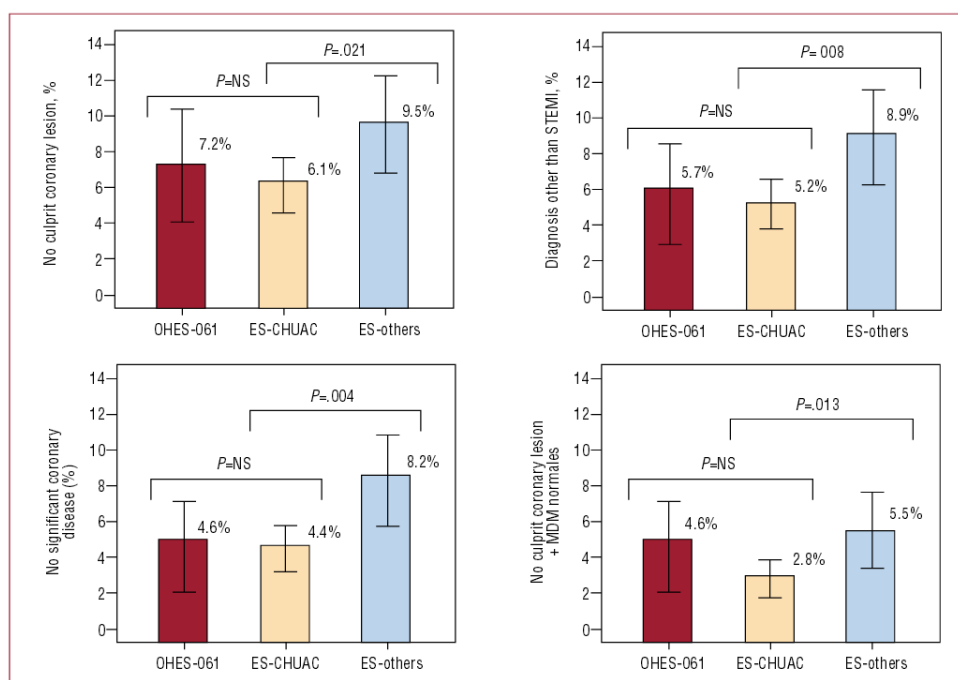 14
12
10
8
6
4
2
0
No culprit coronary lesion, %
P=.021
P=NS
7.2%
6.1%
9.5%
OHES-061
ES-CHUAC
ES-others
14
12
10
8
6
4
2
0
Diagnosis other than STEMI, %
P= 008
P=NS
5.7%
5.2%
8.9%
OHES-061
ES-CHUAC
ES-others
14
12
10
8
6
4
2
0
No significant coronary
disease (%)
P=.004
P=NS
4.6%
4.4%
8.2%
OHES-061
ES-CHUAC
ES-others
14
12
10
8
6
4
2
0
No culprit coronary lesion
+ MDM normales
P=.013
P=NS
4.6%
2.8%
5.5%
OHES-061
ES-CHUAC
ES-others